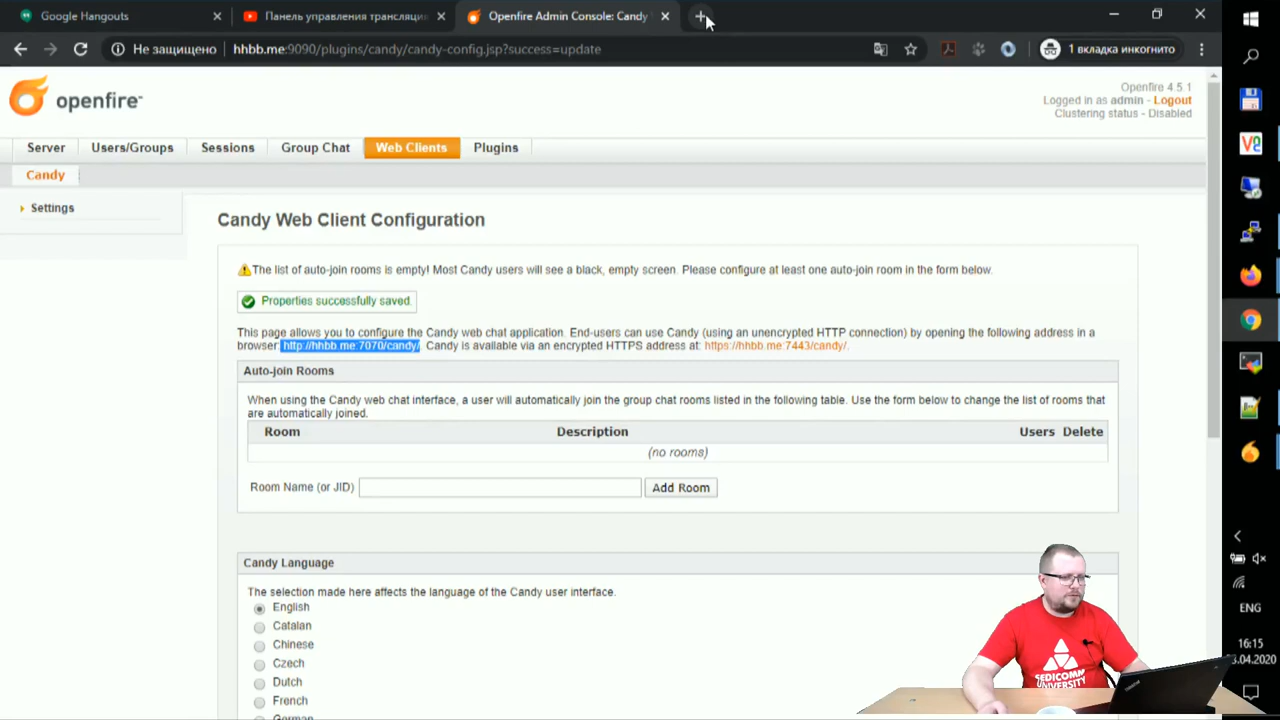 Google Hangouts
Панель управления трансляци
Openfire Admin Console: Candy
Не защищено
hhbb.me:9090/plugins/candy/candy-config.jsp?success=update
1 вкладка инкогнито
openfire
Openfire 4.5.1
Logged in as admin - Logout
Clustering status - Disabled
Server Users/Groups Sessions Group Chat Web Clients Plugins
Candy
Settings
Candy Web Client Configuration
The list of auto-join rooms is empty! Most Candy users will see a black, empty screen. Please configure at least one auto-join room in the form below.
Properties successfully saved.
This page allows you to configure the Candy web chat application. End-users can use Candy (using an unencrypted HTTP connection) by opening the following address in a
browser: http://hhbb.me:7070/candy/. Candy is available via an encrypted HTTPS address at: https://hhbb.me:7443/candy/.
Auto-join Rooms
When using the Candy web chat interface, a user will automatically join the group chat rooms listed in the following table. Use the form below to change the list of rooms that
are automatically joined.
Room Description Users Delete
(no rooms)
Room Name (or JID) Add Room
Candy Language
The selection made here affects the language of the Candy user interface.
English
Catalan
Chinese
Czech
Dutch
French
German
ENG
16:15
.04.2020
SEDICOMM
UNIVERSITY